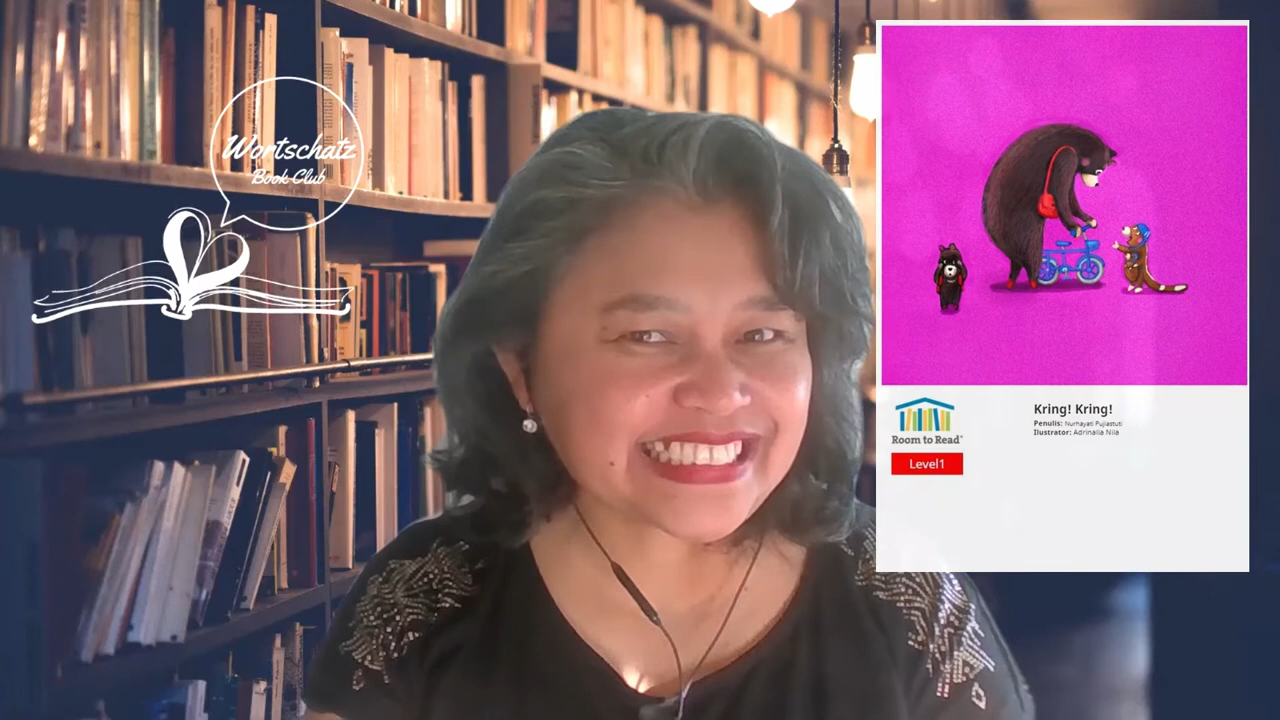 Wortschatz
Book Club
Room to Read®
Level1
Kring! Kring!
Penulis: Nurhayati Pujiastuti
Ilustrator: Adrinalia Nila